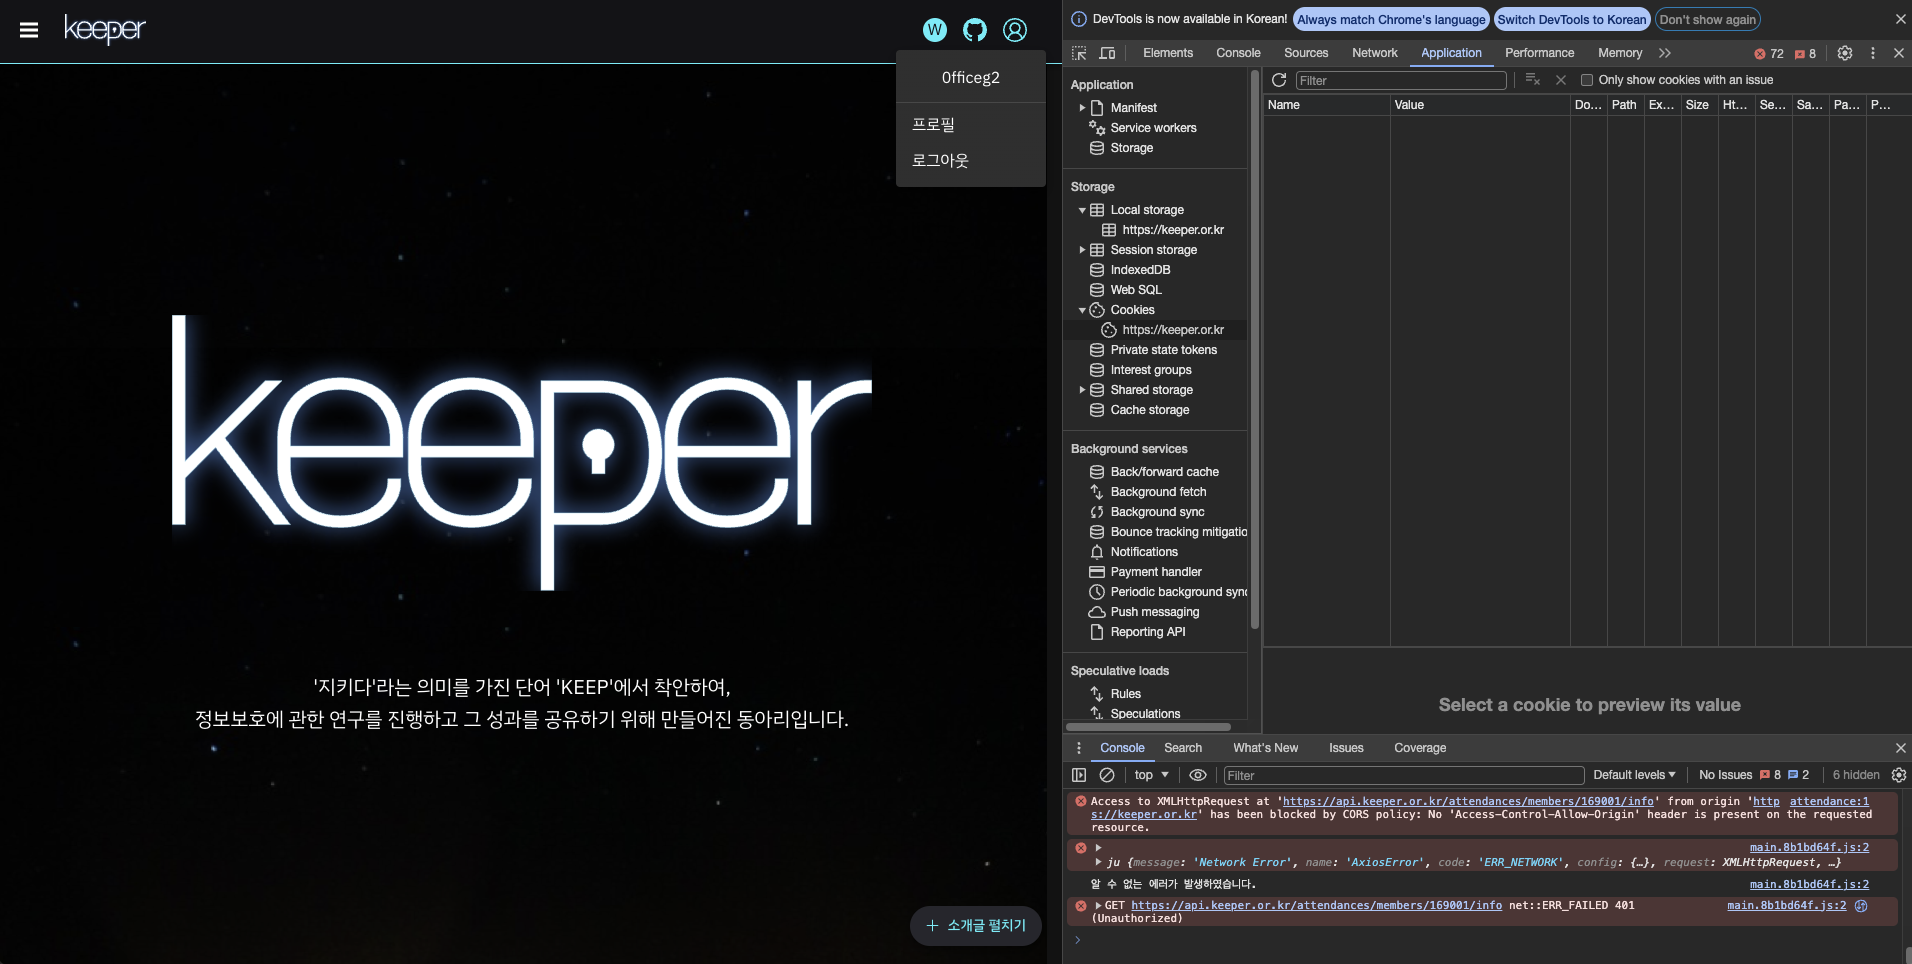 keeper
W
0fficeg2
프로필
로그아웃
keeper
'지키다'라는 의미를 가진 단어 'KEEP'에서 착안하여,
정보보호에 관한 연구를 진행하고 그 성과를 공유하기 위해 만들어진 동아리입니다.
+ 소개글 펼치기
DevTools is now available in Korean! Always match Chrome's language Switch DevTools to Korean Don't show again
Elements Console Sources Network Application Performance Memory 72 8
Application
Manifest
Service workers
Storage
Storage
Local storage
https://keeper.or.kr
Session storage
IndexedDB
Web SQL
Cookies
https://keeper.or.kr
Private state tokens
Interest groups
Shared storage
Cache storage
Background services
Back/forward cache
Background fetch
Background sync
Bounce tracking mitigatio
Notifications
Payment handler
Periodic background sync
Push messaging
Reporting API
Speculative loads
Rules
Speculations
Filter Only show cookies with an issue
Name Value Do... Path Ex... Size Ht... Se... Sa... Pa... P...
Select a cookie to preview its value
Console Search What's New Issues Coverage
top Filter Default levels No Issues 8 2 6 hidden
Access to XMLHttpRequest at 'https://api.keeper.or.kr/attendances/members/169001/info' from origin 'http attendance:1
s://keeper.or.kr' has been blocked by CORS policy: No 'Access-Control-Allow-Origin' header is present on the requested
resource.
main.8b1bd64f.js:2
ju {message: 'Network Error', name: 'AxiosError', code: 'ERR_NETWORK', config: {…}, request: XMLHttpRequest, …}
알 수 없는 에러가 발생하였습니다. main.8b1bd64f.js:2
GET https://api.keeper.or.kr/attendances/members/169001/info net::ERR_FAILED 401 main.8b1bd64f.js:2
(Unauthorized)